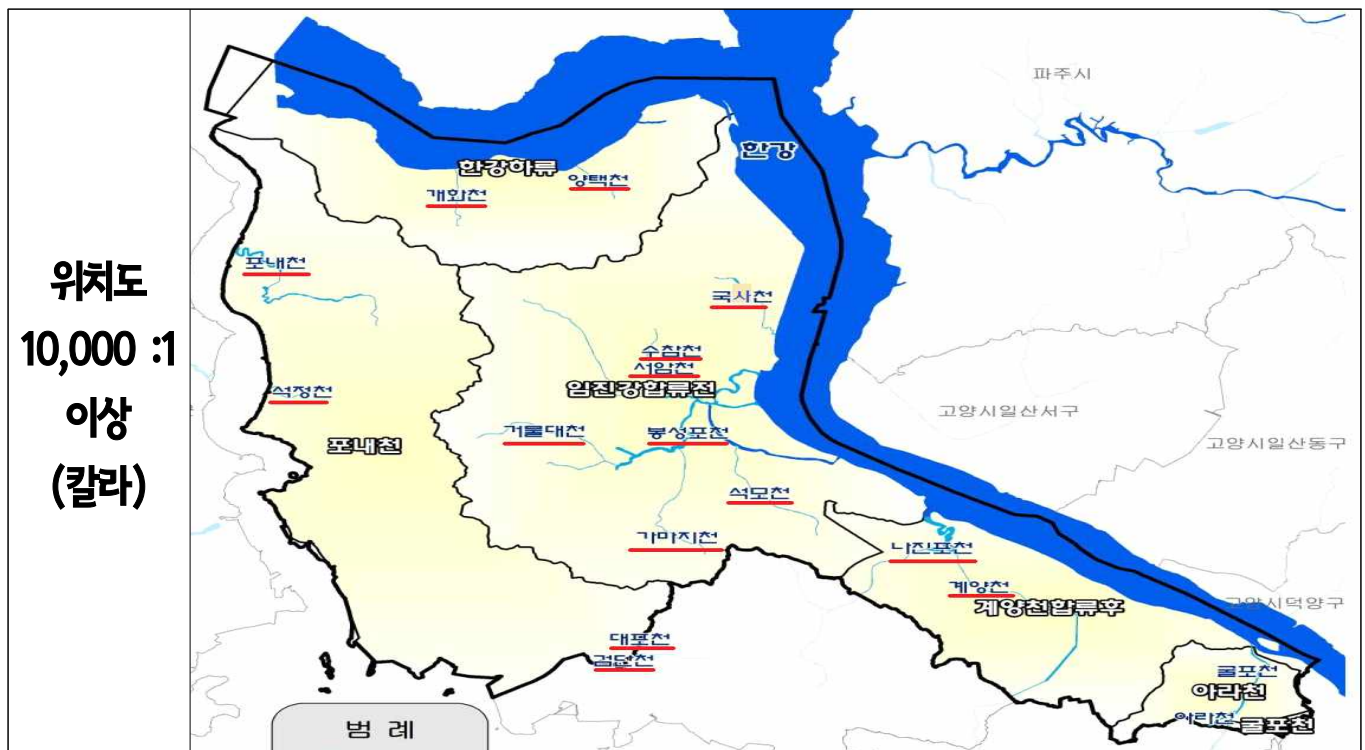 위치도
10,000 :1
이상
(칼라)
파주시
한강
한강하류
양택천
개화천
포내천
국사천
수참천
서암천
임진강합류전
석정천
고양시일산서구
거물대천
봉성포천
고양시일산동구
포내천
석모천
가마지천
나진포천
계양천
계양천합류후
고양시덕양구
대포천
검단천
굴포천
아라천
아라천
굴포천
범 례